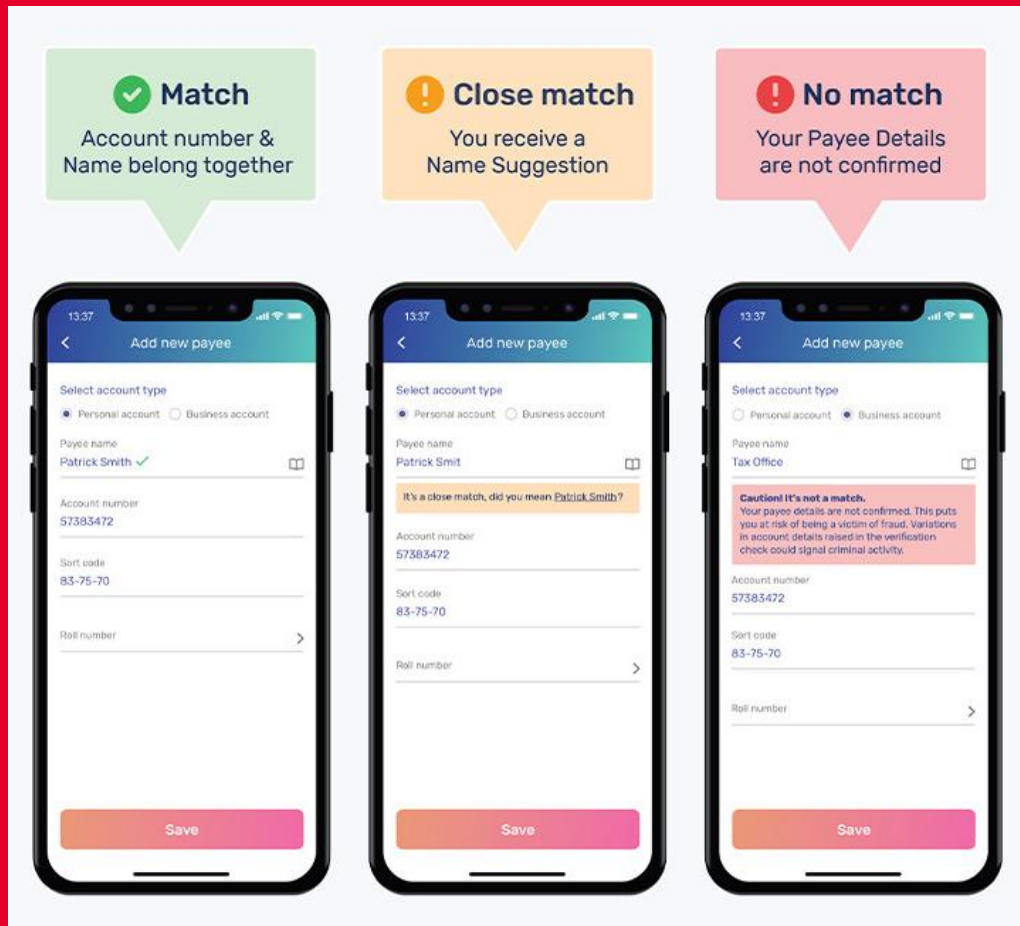 Match
Account number &
Name belong together
Close match
You receive a
Name Suggestion
No match
Your Payee Details
are not confirmed
13:37
Add new payee
Select account type
Personal account Business account
Payee name
Patrick Smith
Account number
57383472
Sort code
83-75-70
Roll number
Save
13:37
Add new payee
Select account type
Personal account Business account
Payee name
Patrick Smit
It's a close match, did you mean Patrick Smith?
Account number
57383472
Sort code
83-75-70
Roll number
Save
13:37
Add new payee
Select account type
Personal account Business account
Payee name
Tax Office
Caution! It's not a match.
Your payee details are not confirmed. This puts
you at risk of being a victim of fraud. Variations
in account details raised in the verification
check could signal criminal activity.
Account number
57383472
Sort code
83-75-70
Roll number
Save